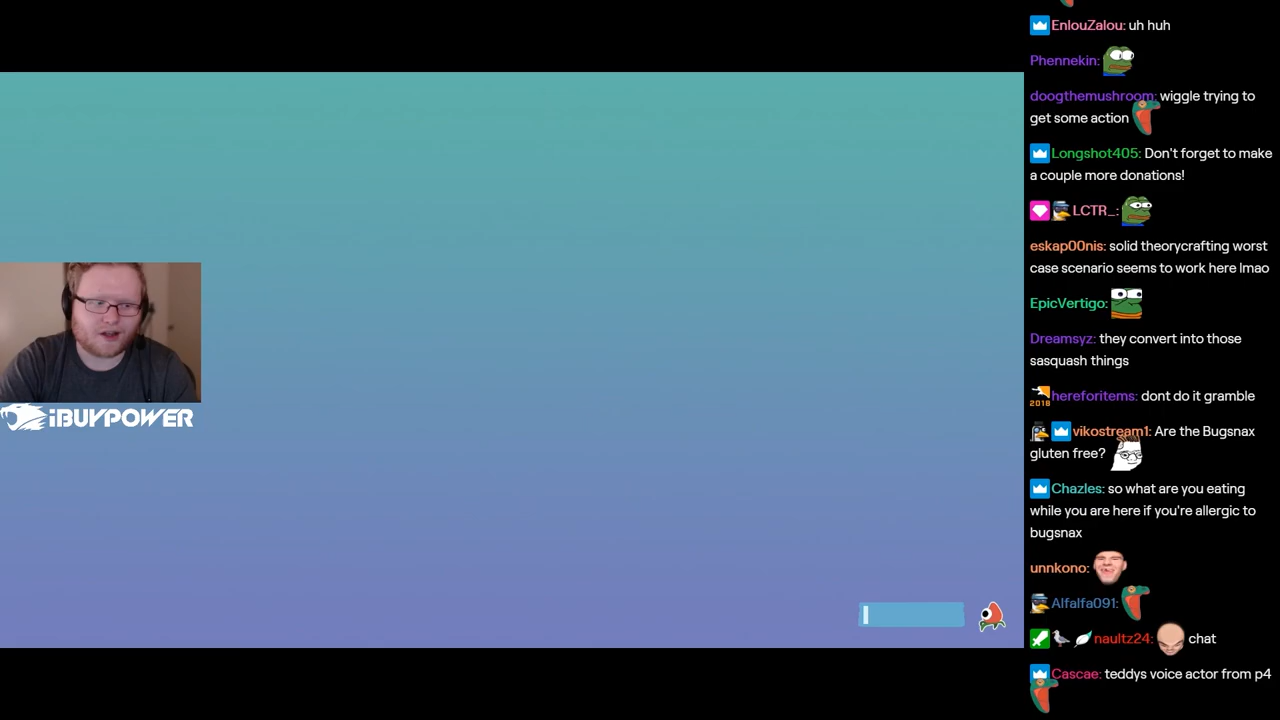 EnlouZalou: uh huh
Phennekin:
doogthemushroom: wiggle trying to
get some action
Longshot405: Don't forget to make
a couple more donations!
LCTR_:
eskap00nis: solid theorycrafting worst
case scenario seems to work here lmao
EpicVertigo:
Dreamsyz: they convert into those
sasquash things
2018 hereforitems: dont do it gramble
vikostream1: Are the Bugsnax
gluten free?
Chazles: so what are you eating
while you are here if you're allergic to
bugsnax
unnkono:
Alfalfa091:
naultz24: chat
Cascae: teddys voice actor from p4
iBUYPOWER